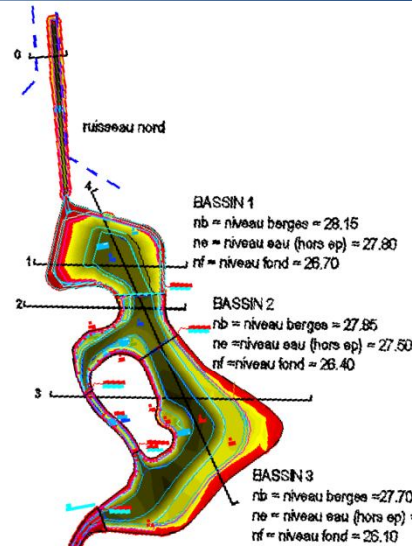 0
ruisseau nord
4
BASSIN 1
nb = niveau berges = 28.15
ne = niveau eau (hors ep) = 27.80
nf = niveau fond = 26.70
1
2
BASSIN 2
nb = niveau berges = 27.85
ne = niveau eau (hors ep) = 27.50
nf =niveau fond = 26.40
3
BASSIN 3
nb = niveau berges =27.70
ne = niveau eau (hors ep) =
nf = niveau fond = 26.10